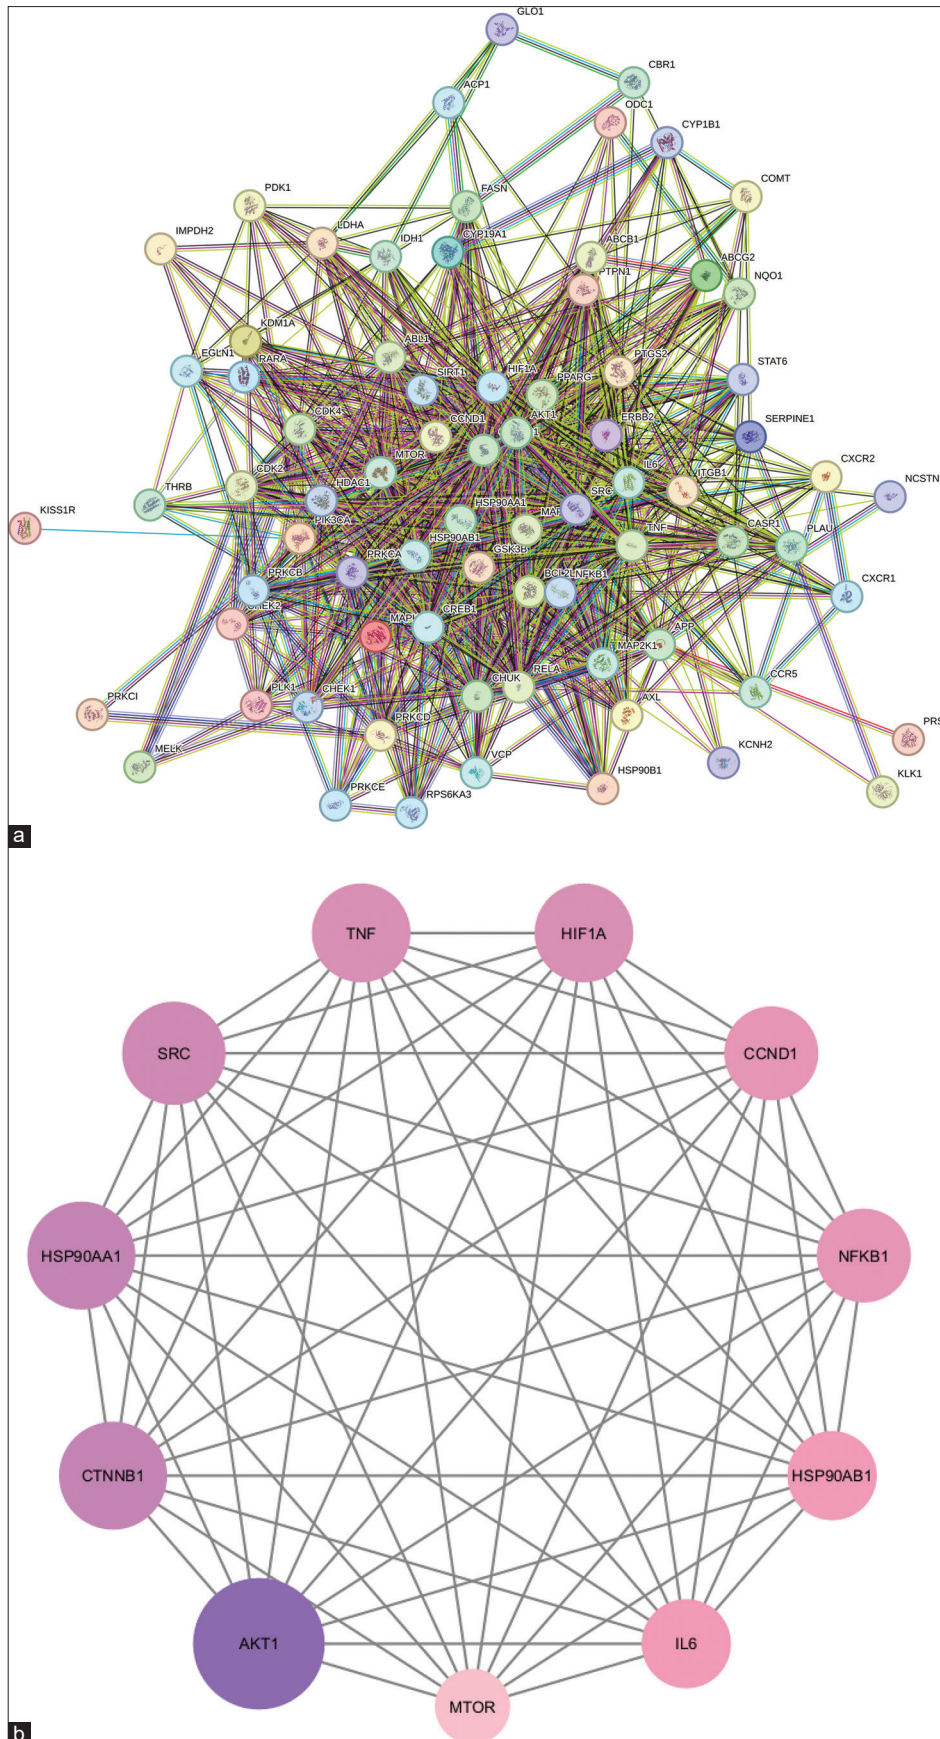 GLO1
CBR1
ACP1
ODC1
CYP1B1
COMT
PDK1
FASN
IMPDH2
LDHA
IDH1
CYP19A1
ABCB1
ABCG2
PTPN1
NQO1
KDM1A
EGLN1
RARA
ABL1
SIRT1
HIF1A
PPARG
PTGS2
STAT6
CDK4
CCND1
AKT1
ERBB2
SERPINE1
MTOR
IL6
ITGB1
CXCR2
NCSTN
THRB
CDK2
HDAC1
SRC
KISS1R
PIK3CA
HSP90AA1
HSP90AB1
TNF
CASP1
PLAU
PRKCB
PRKCA
GSK3B
BCL2L
NFKB1
CXCR1
CREB1
MAP2K1
APP
PRKCI
PLK1
CHEK1
CHUK
RELA
AXL
CCR5
PRS
MELK
PRKCD
VCP
KCNH2
KLK1
PRKCE
RPS6KA3
HSP90B1
a
TNF
HIF1A
SRC
CCND1
HSP90AA1
NFKB1
CTNNB1
HSP90AB1
AKT1
IL6
MTOR
b